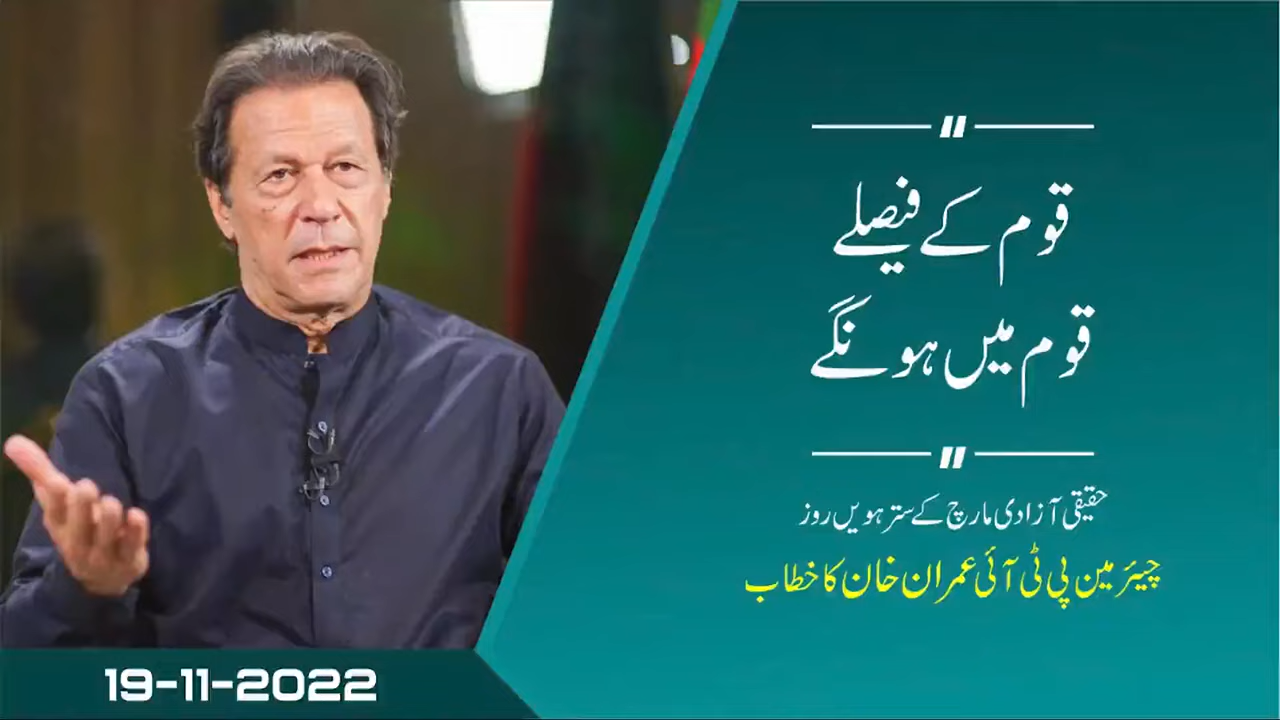 قوم کے فیصلے
قوم میں ہونگے
حقیقی آزادی مارچ کے سترہویں روز
چیئرمین پی ٹی آئی عمران خان کا خطاب
19-11-2022